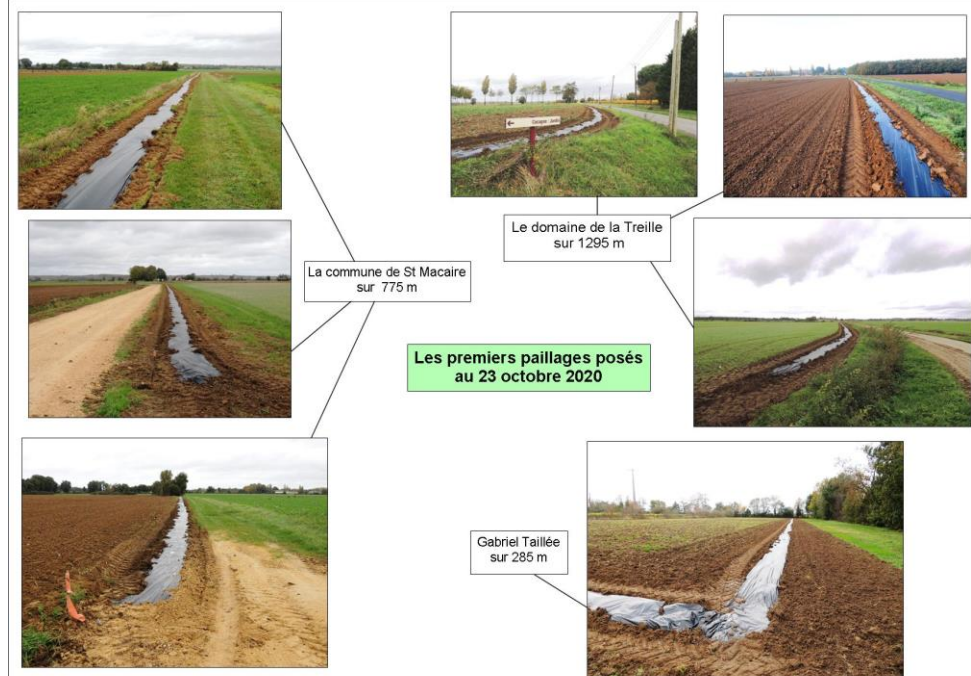 Le domaine de la Treille
sur 1295 m
La commune de St Macaire
sur 775 m
Les premiers paillages posés
au 23 octobre 2020
Gabriel Taillée
sur 285 m